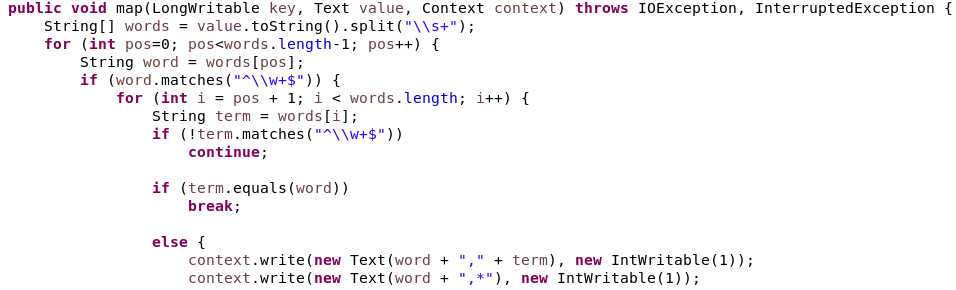 public void map(LongWritable key, Text value, Context context) throws IOException, InterruptedException {
    String[] words = value.toString().split("\\s+");
    for (int pos=0; pos<words.length-1; pos++) {
        String word = words[pos];
        if (word.matches("^\\w+$")) {
            for (int i = pos + 1; i < words.length; i++) {
                String term = words[i];
                if (!term.matches("^\\w+$"))
                    continue;
                if (term.equals(word))
                    break;
                else {
                    context.write(new Text(word + "," + term), new IntWritable(1));
                    context.write(new Text(word + ",*"), new IntWritable(1));